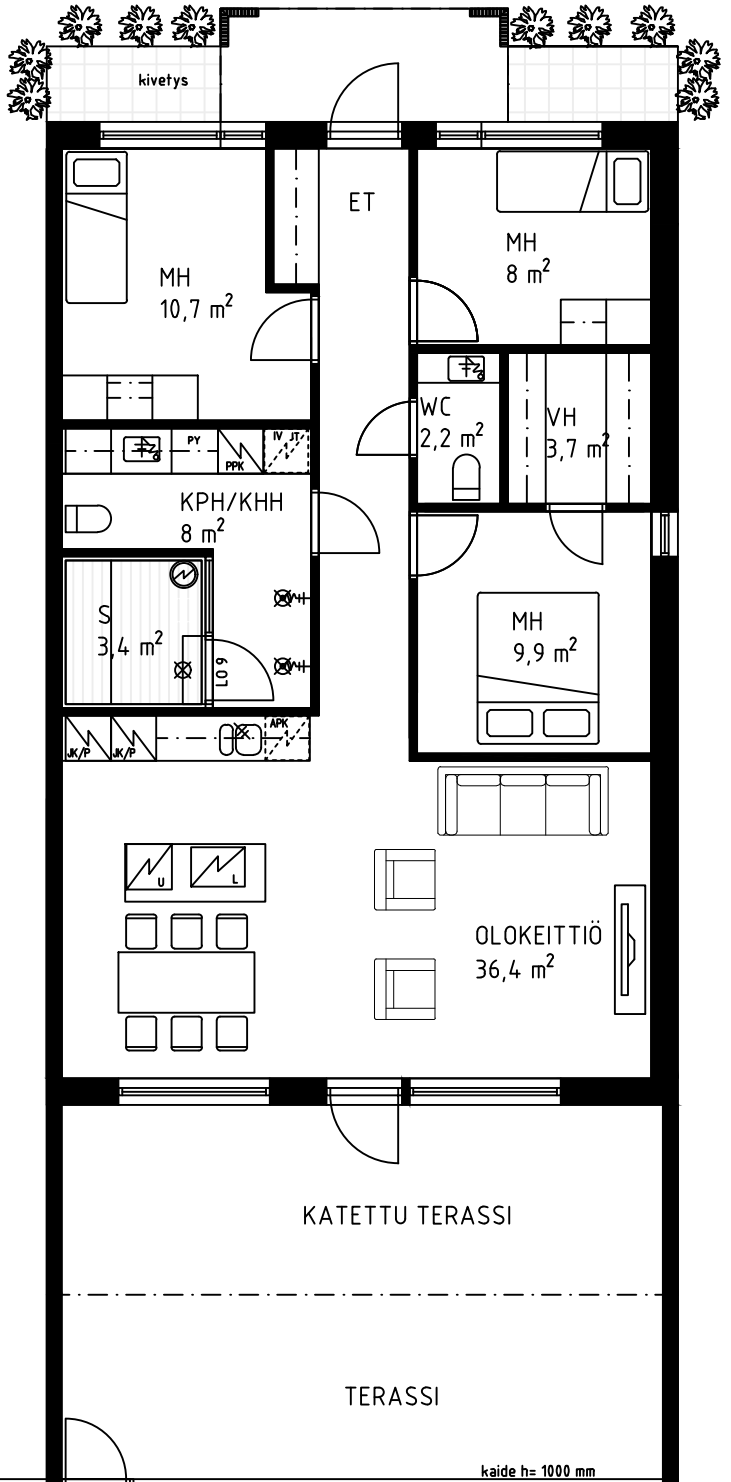 kivetys
ET
MH
8 m²
MH
10,7 m²
WC
2,2 m²
VH
3,7 m²
PY
PPK
IV JT
KPH/KHH
8 m²
S
3,4 m²
LO 9
MH
9,9 m²
JK/P
JK/P
APK
U
L
OLOKEITTIÖ
36,4 m²
KATETTU TERASSI
TERASSI
kaide h= 1000 mm